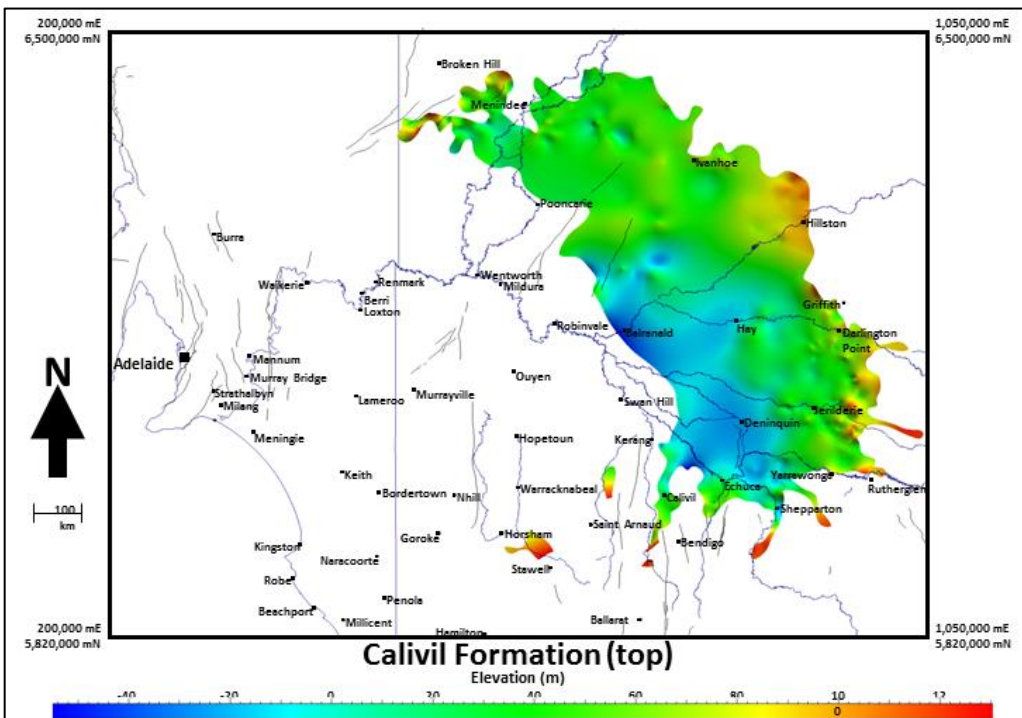 200,000 mE
6,500,000 mN
1,050,000 mE
6,500,000 mN
Broken Hill
Menindee
Ivanhoe
Pooncarie
Hillston
Burra
Wentworth
Waikerie
Renmark
Mildura
Berri
Loxton
Griffith
Robinvale
Balranald
Hay
Darlington
Point
Adelaide
Mannum
Murray Bridge
Ouyen
Strathalbyn
Milang
Lameroo
Murrayville
Swan Hill
Jerilderie
Deninquin
Meningie
Hopetoun
Kerang
N
Keith
Yarrawonga
Echuca
Rutherglen
Bordertown
Nhill
Warracknabeal
Calivil
Shepparton
100
km
Saint Arnaud
Goroke
Horsham
Bendigo
Kingston
Naracoorte
Stawell
Robe
Penola
Beachport
Millicent
Ballarat
Hamilton
200,000 mE
5,820,000 mN
1,050,000 mE
5,820,000 mN
Calivil Formation (top)
Elevation (m)
-40 -20 0 20 40 60 80 10 12
0